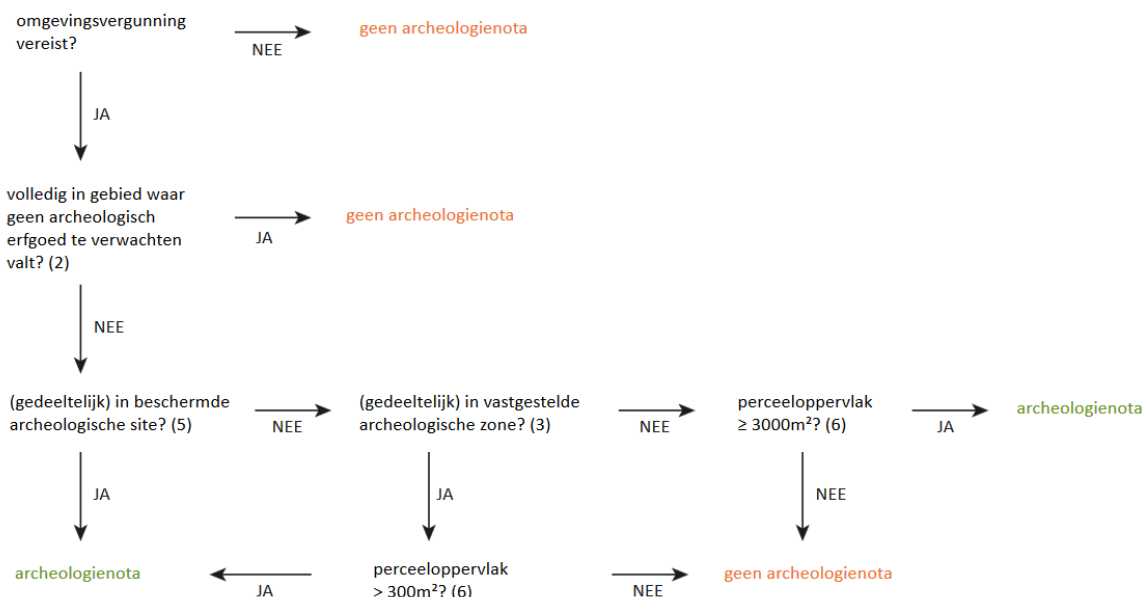 omgevingsvergunning
vereist?
NEE
geen archeologienota
JA
volledig in gebied waar
geen archeologisch
erfgoed te verwachten
valt? (2)
JA
geen archeologienota
NEE
(gedeeltelijk) in beschermde
archeologische site? (5)
NEE
(gedeeltelijk) in vastgestelde
archeologische zone? (3)
NEE
perceeloppervlak
≥ 3000m²? (6)
JA
archeologienota
JA
JA
NEE
archeologienota
JA
perceeloppervlak
> 300m²? (6)
NEE
geen archeologienota